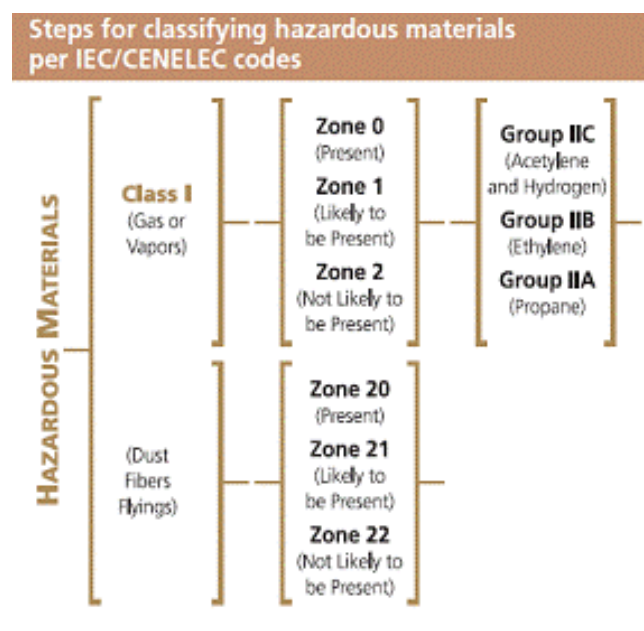 Steps for classifying hazardous materials
per IEC/CENELEC codes
HAZARDOUS MATERIALS
Class I
(Gas or
Vapors)
Zone 0
(Present)
Zone 1
(Likely to
be Present)
Zone 2
(Not Likely to
be Present)
Group IIC
(Acetylene
and Hydrogen)
Group IIB
(Ethylene)
Group IIA
(Propane)
(Dust
Fibers
Flyings)
Zone 20
(Present)
Zone 21
(Likely to
be Present)
Zone 22
(Not Likely to
be Present)